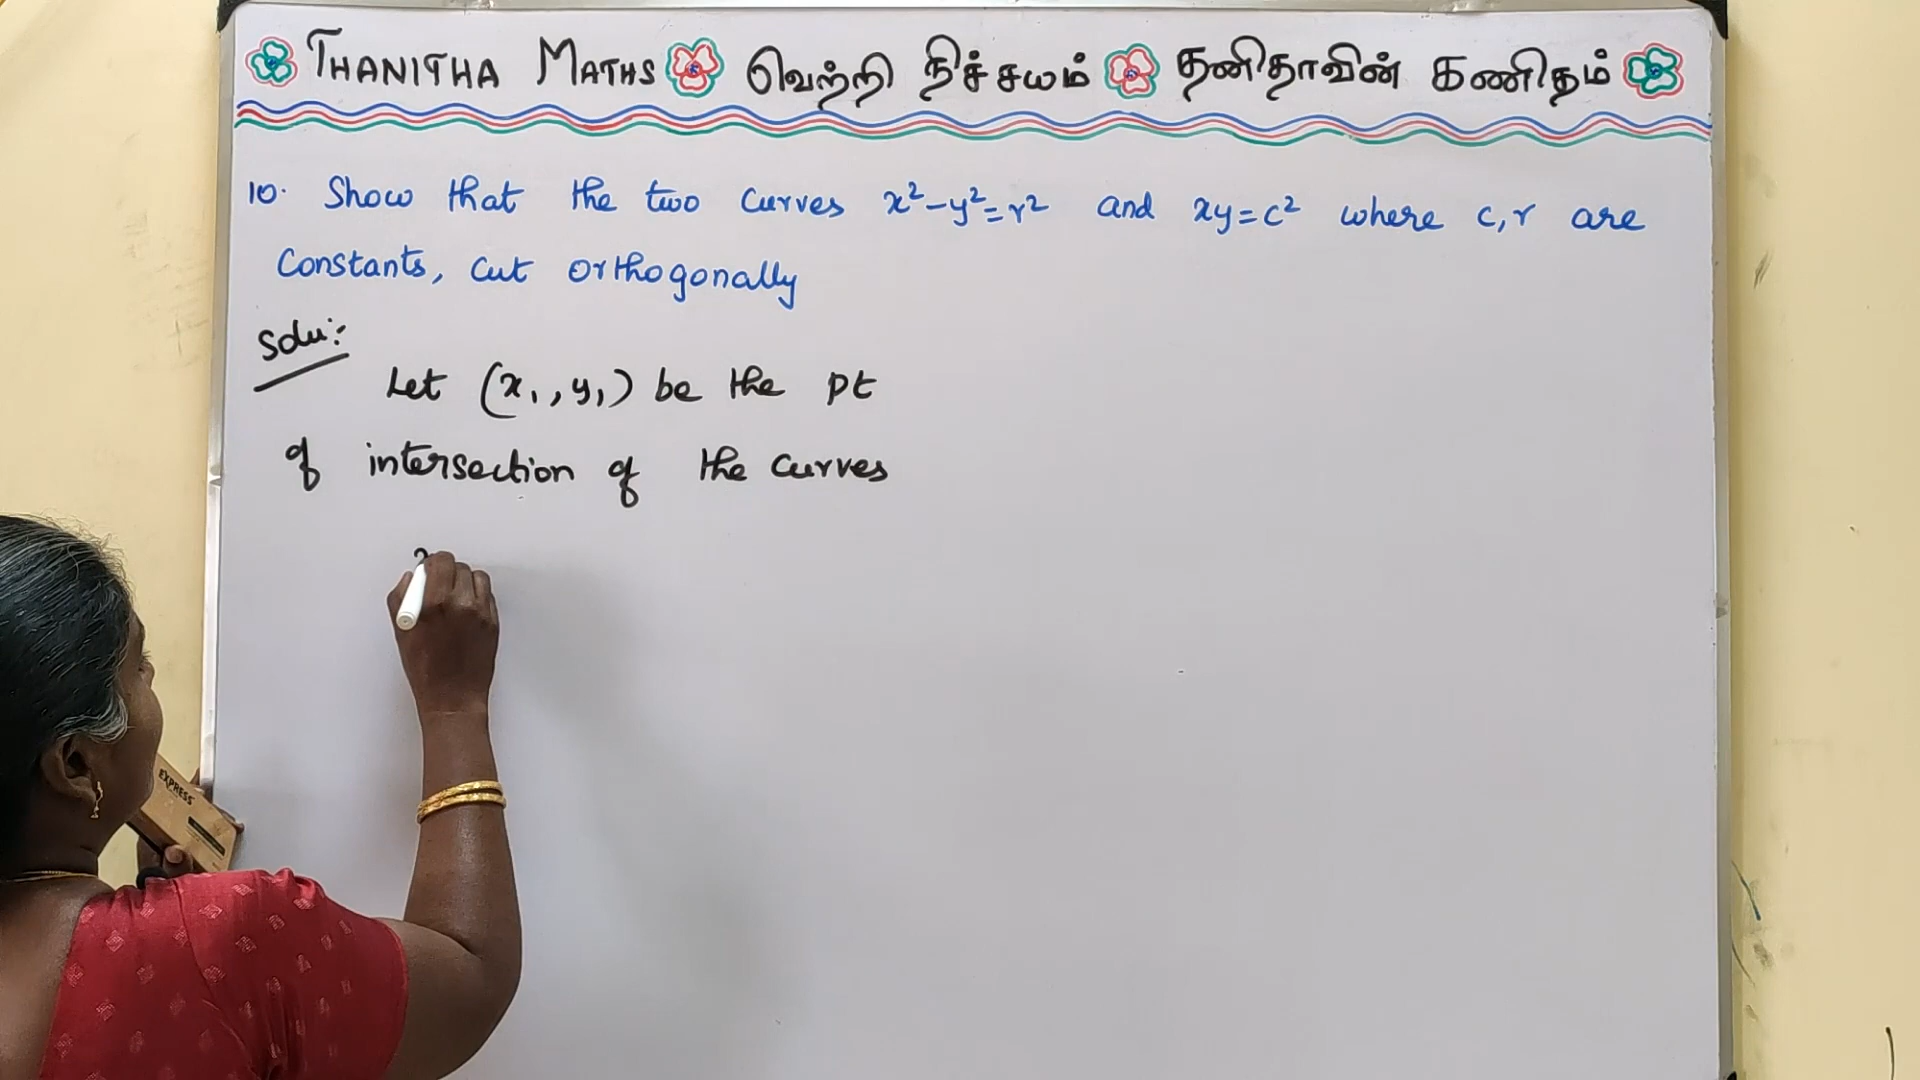 THANITHA MATHS வெற்றி நிச்சயம் தனிதாவின் கணிதம்
10. Show that the two curves x²-y²=r² and xy=c² where c,r are
constants, cut orthogonally
Solu:-
Let (x₁,y₁) be the pt
of intersection of the curves
EXPRESS